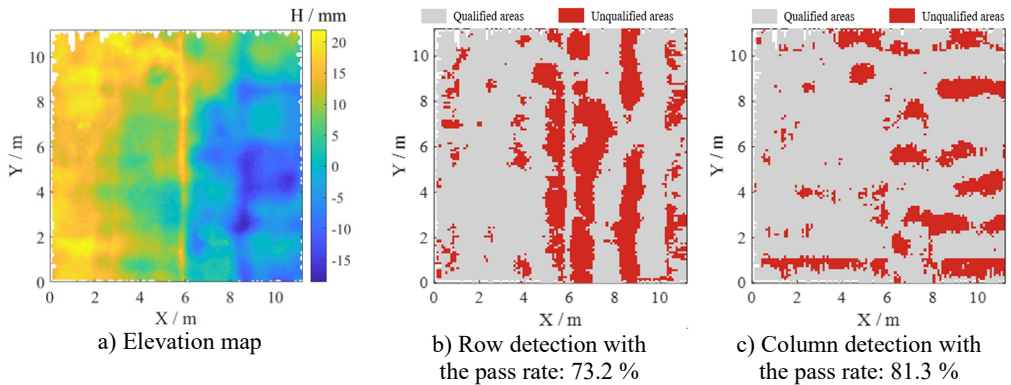 H / mm
Qualified areas Unqualified areas
Qualified areas Unqualified areas
20
15
10
5
0
-5
-10
-15
10
8
6
4
2
0
Y / m
0 2 4 6 8 10
X / m
10
8
6
4
2
0
Y / m
0 2 4 6 8 10
X / m
10
8
6
4
2
0
Y / m
0 2 4 6 8 10
X / m
a) Elevation map
b) Row detection with
the pass rate: 73.2 %
c) Column detection with
the pass rate: 81.3 %